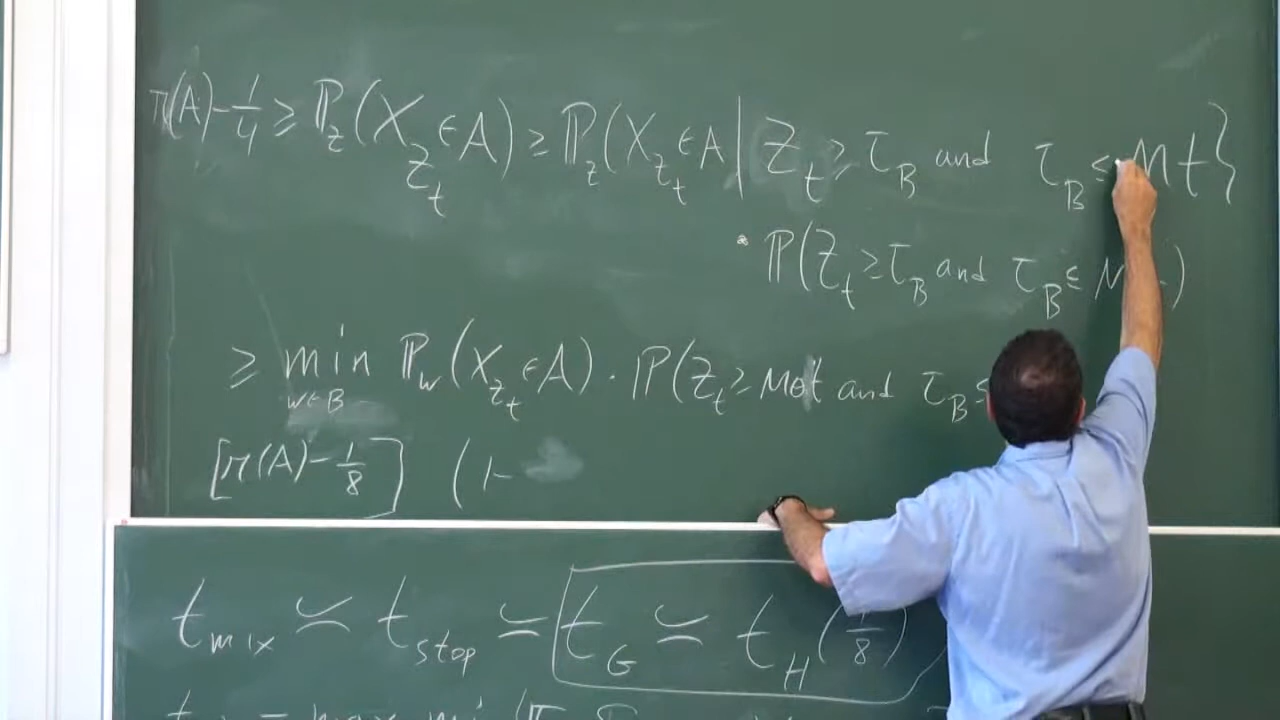 π(A)-1/4 ≥ ℙ_z(X_{Z_t} ∈ A) ≥ ℙ_z(X_{Z_t} ∈ A | Z_t ≥ τ_B and τ_B ≤ Mt}
· ℙ(Z_t ≥ τ_B and τ_B ≤ M )
≥ min_{w∈B} ℙ_w(X_{Z_t} ∈ A) · ℙ(Z_t ≥ Mt and τ_B ≤
[π(A)-1/8] (1-
t_mix ≍ t_stop ≍ t_G ≍ t_H(1/8)